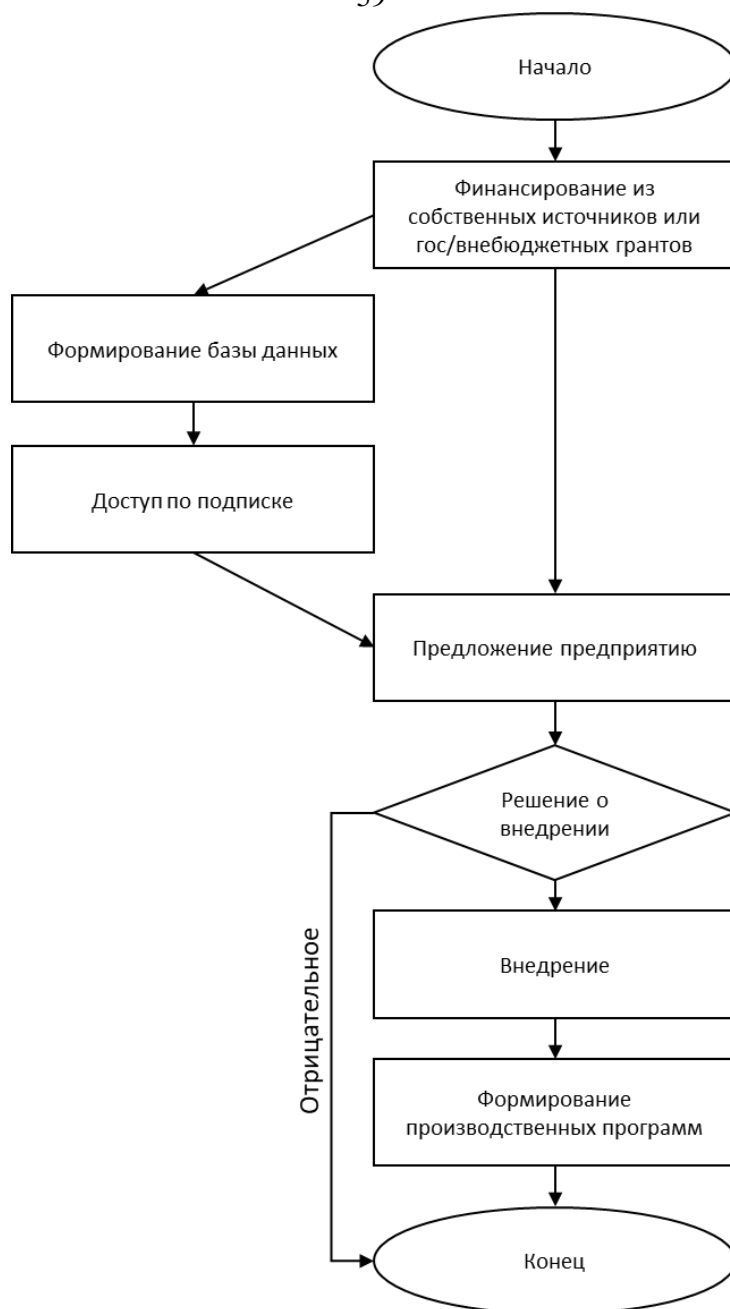 Начало
Финансирование из
собственных источников или
гос/внебюджетных грантов
Формирование базы данных
Доступ по подписке
Предложение предприятию
Решение о
внедрении
Отрицательное
Внедрение
Формирование
производственных программ
Конец